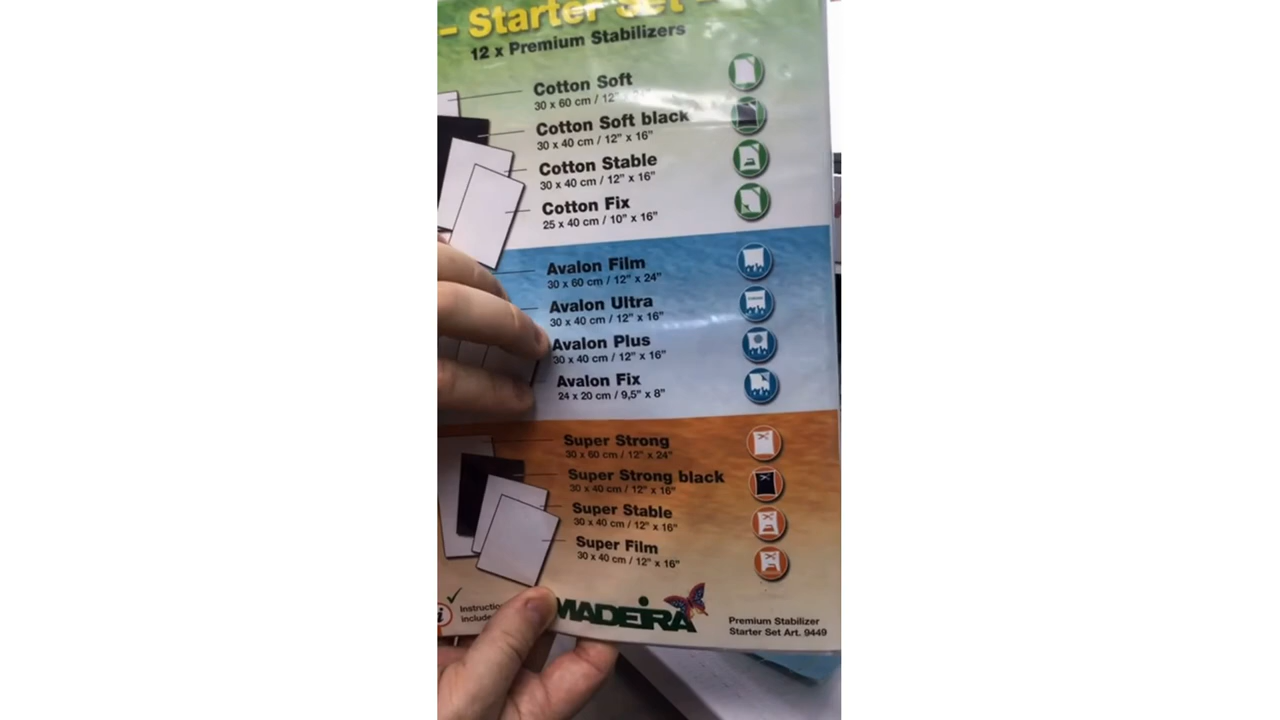 – Starter Set –
12 x Premium Stabilizers
Cotton Soft
30 x 60 cm / 12"
Cotton Soft black
30 x 40 cm / 12" x 16"
Cotton Stable
30 x 40 cm / 12" x 16"
Cotton Fix
25 x 40 cm / 10" x 16"
Avalon Film
30 x 60 cm / 12" x 24"
Avalon Ultra
30 x 40 cm / 12" x 16"
Avalon Plus
30 x 40 cm / 12" x 16"
Avalon Fix
24 x 20 cm / 9,5" x 8"
Super Strong
30 x 60 cm / 12" x 24"
Super Strong black
30 x 40 cm / 12" x 16"
Super Stable
30 x 40 cm / 12" x 16"
Super Film
30 x 40 cm / 12" x 16"
i
MADEIRA
Premium Stabilizer
Starter Set Art. 9449